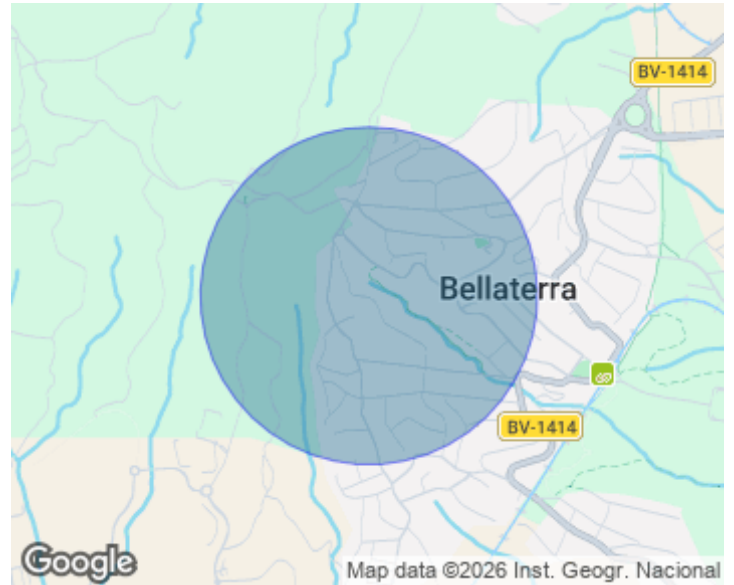 BV-1414
Bellaterra
BV-1414
Google
Map data ©2026 Inst. Geogr. Nacional